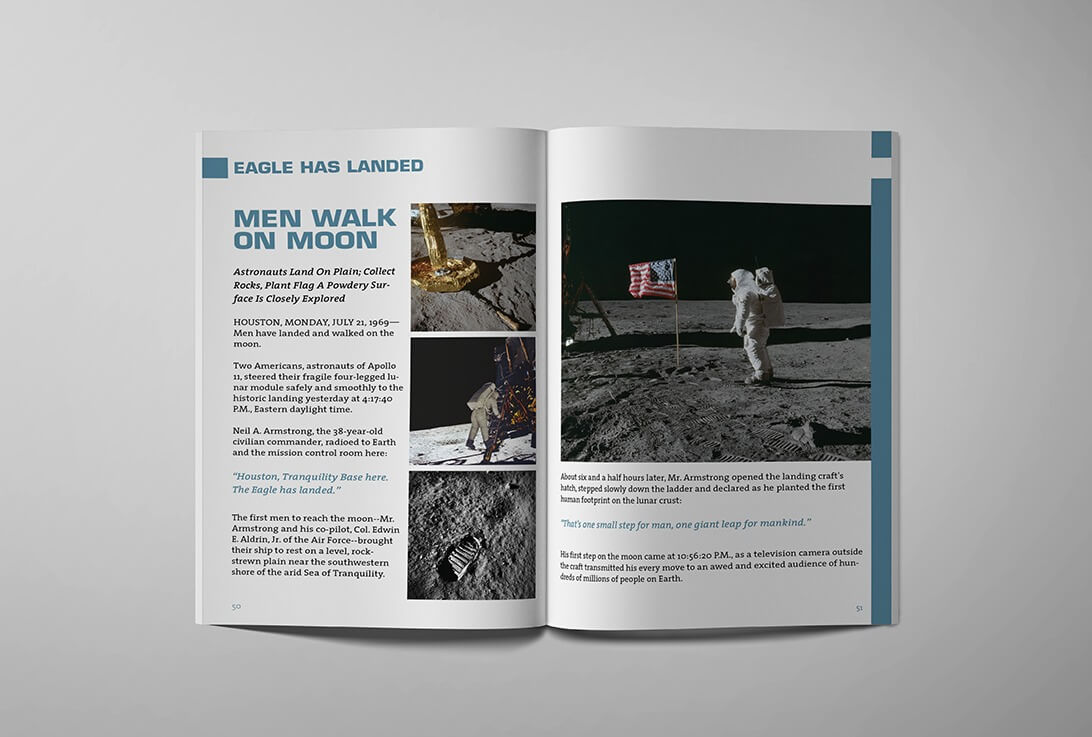 EAGLE HAS LANDED
MEN WALK
ON MOON
Astronauts Land On Plain; Collect
Rocks, Plant Flag A Powdery Sur-
face Is Closely Explored
HOUSTON, MONDAY, JULY 21, 1969—
Men have landed and walked on the
moon.
Two Americans, astronauts of Apollo
11, steered their fragile four-legged lu-
nar module safely and smoothly to the
historic landing yesterday at 4:17:40
P.M., Eastern daylight time.
Neil A. Armstrong, the 38-year-old
civilian commander, radioed to Earth
and the mission control room here:
“Houston, Tranquility Base here.
The Eagle has landed.”
The first men to reach the moon--Mr.
Armstrong and his co-pilot, Col. Edwin
E. Aldrin, Jr. of the Air Force--brought
their ship to rest on a level, rock-
strewn plain near the southwestern
shore of the arid Sea of Tranquility.
50
About six and a half hours later, Mr. Armstrong opened the landing craft's
hatch, stepped slowly down the ladder and declared as he planted the first
human footprint on the lunar crust:
“That's one small step for man, one giant leap for mankind.”
His first step on the moon came at 10:56:20 P.M., as a television camera outside
the craft transmitted his every move to an awed and excited audience of hun-
dreds of millions of people on Earth.
51